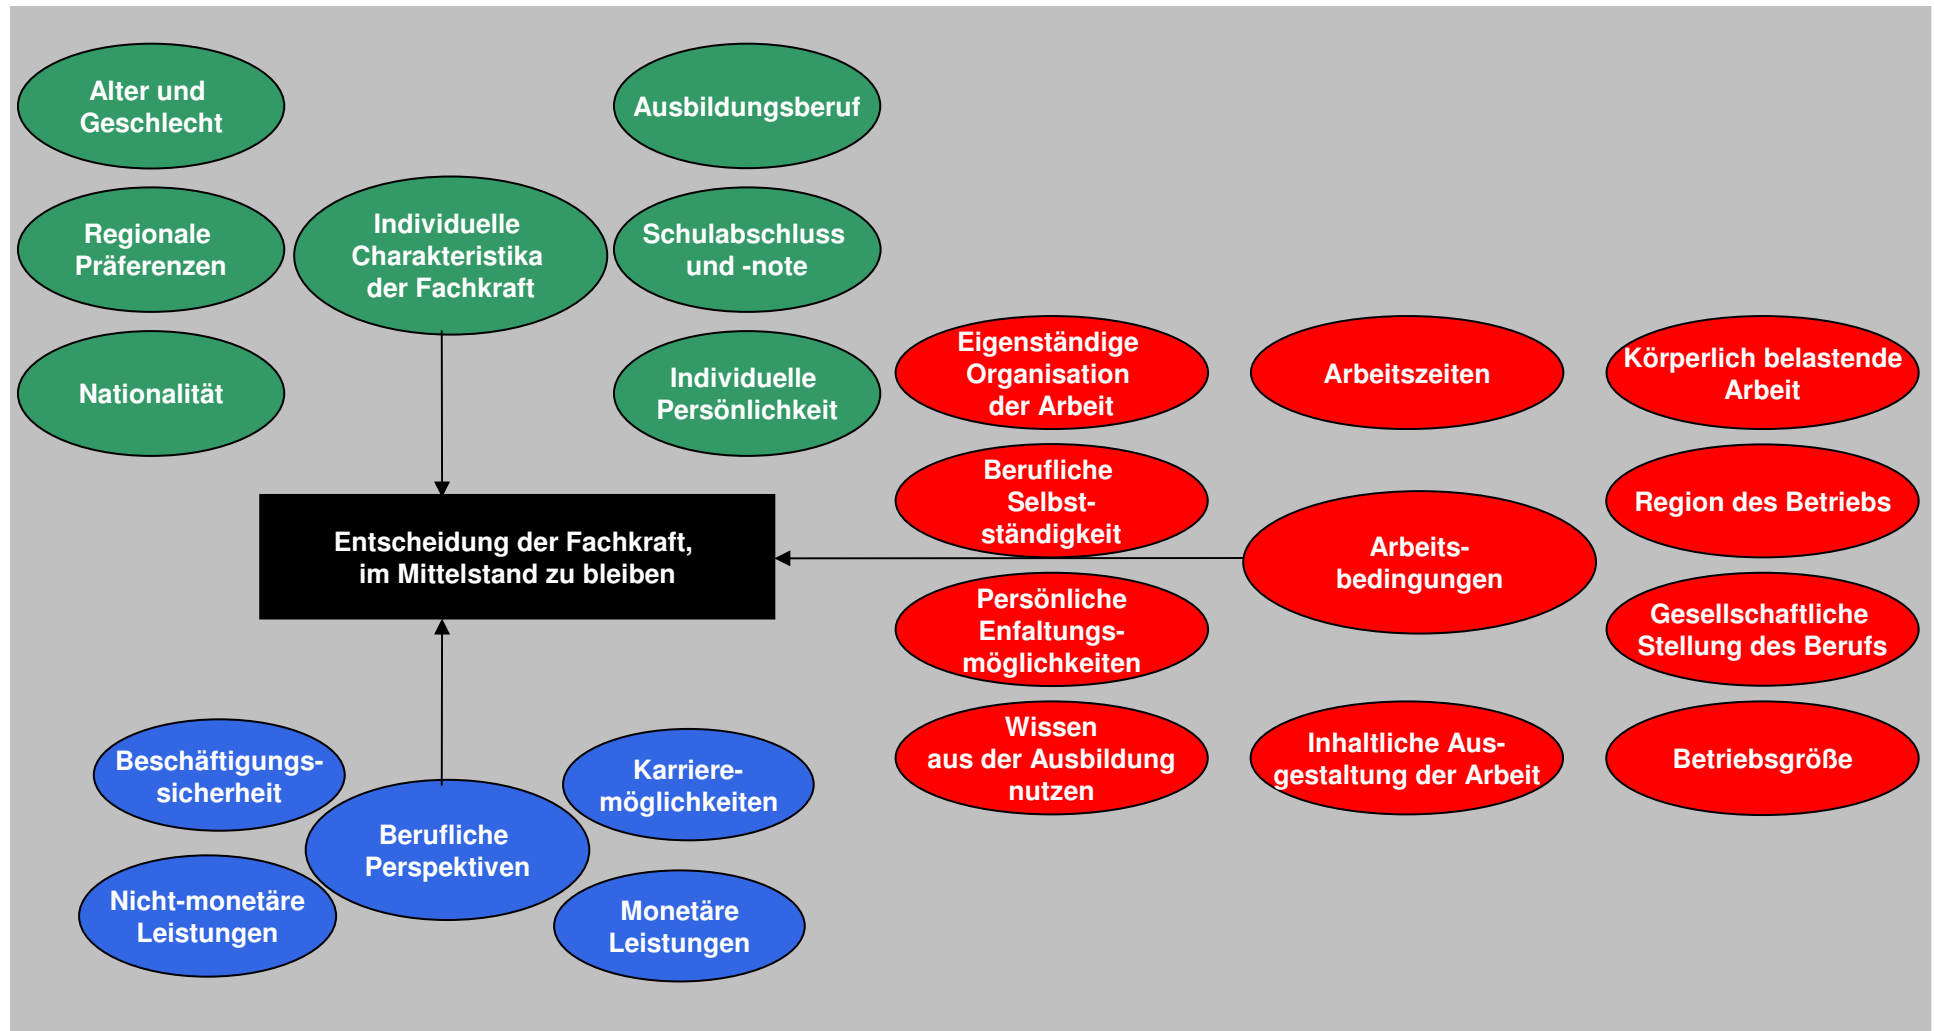 Alter und
Geschlecht
Ausbildungsberuf
Regionale
Präferenzen
Individuelle
Charakteristika
der Fachkraft
Schulabschluss
und -note
Nationalität
Individuelle
Persönlichkeit
Eigenständige
Organisation
der Arbeit
Arbeitszeiten
Körperlich belastende
Arbeit
Berufliche
Selbst-
ständigkeit
Region des Betriebs
Entscheidung der Fachkraft,
im Mittelstand zu bleiben
Arbeits-
bedingungen
Persönliche
Enfaltungs-
möglichkeiten
Gesellschaftliche
Stellung des Berufs
Wissen
aus der Ausbildung
nutzen
Inhaltliche Aus-
gestaltung der Arbeit
Betriebsgröße
Beschäftigungs-
sicherheit
Karriere-
möglichkeiten
Berufliche
Perspektiven
Nicht-monetäre
Leistungen
Monetäre
Leistungen